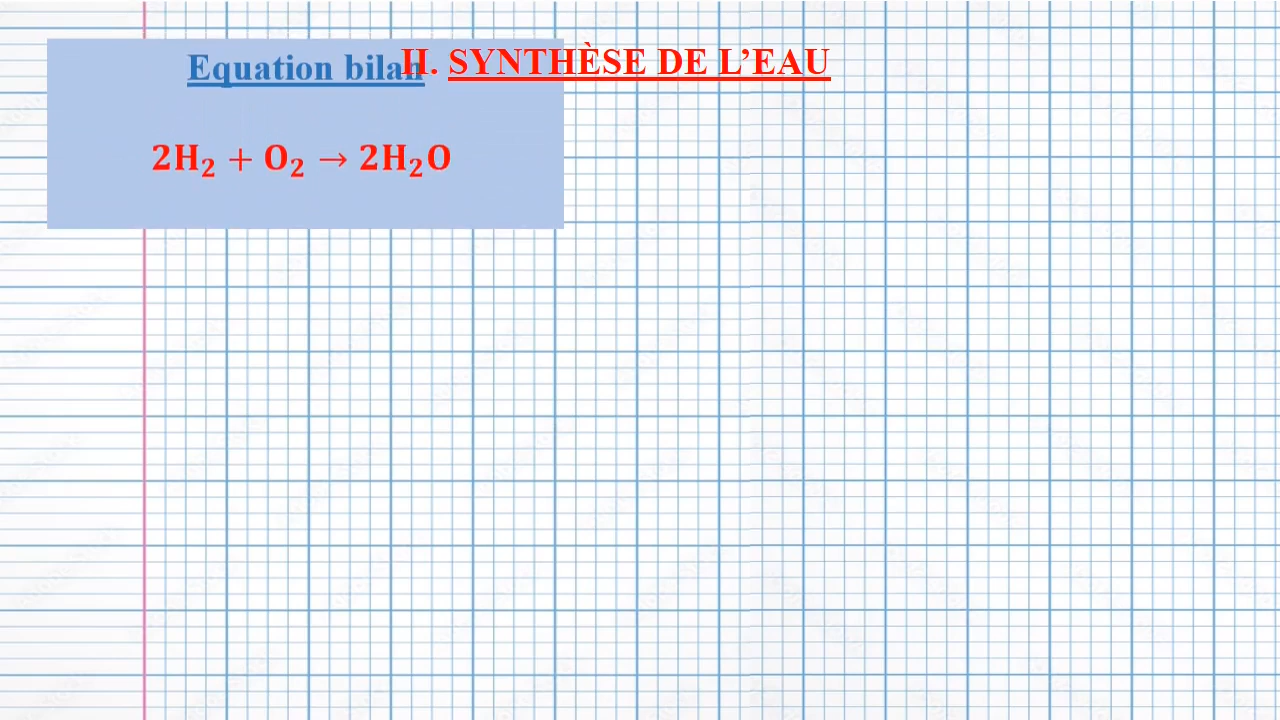 II. SYNTHÈSE DE L’EAU
Equation bilan
2H₂ + O₂ → 2H₂O